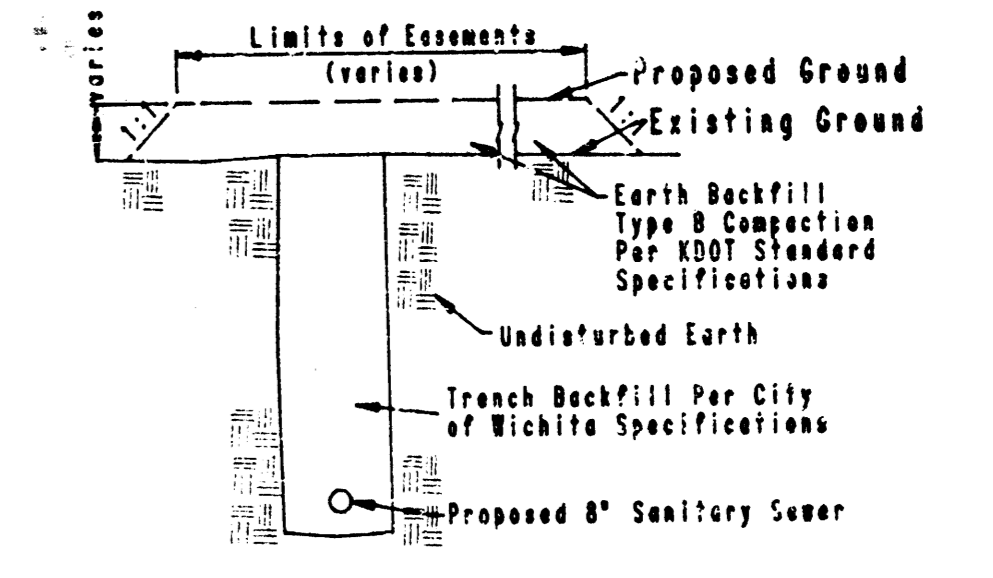 varies
Limits of Easements
(varies)
Proposed Ground
1:1
1:1
Existing Ground
Earth Backfill
Type B Compaction
Per KDOT Standard
Specifications
Undisturbed Earth
Trench Backfill Per City
of Wichita Specifications
Proposed 8" Sanitary Sewer